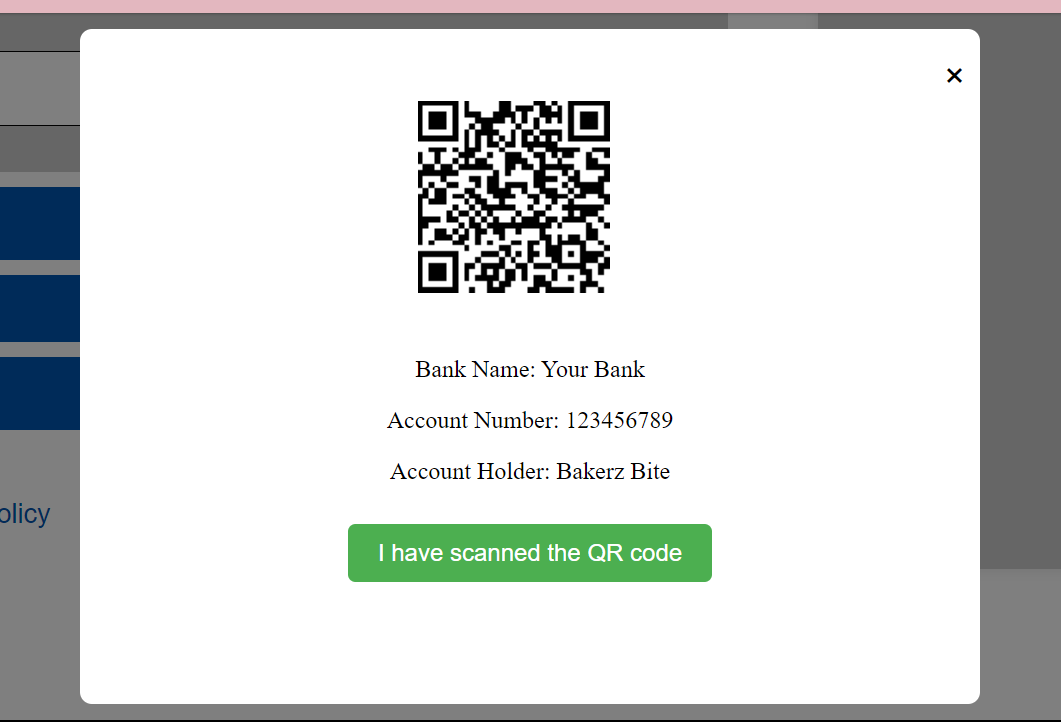 ×
Bank Name: Your Bank
Account Number: 123456789
Account Holder: Bakerz Bite
olicy
I have scanned the QR code